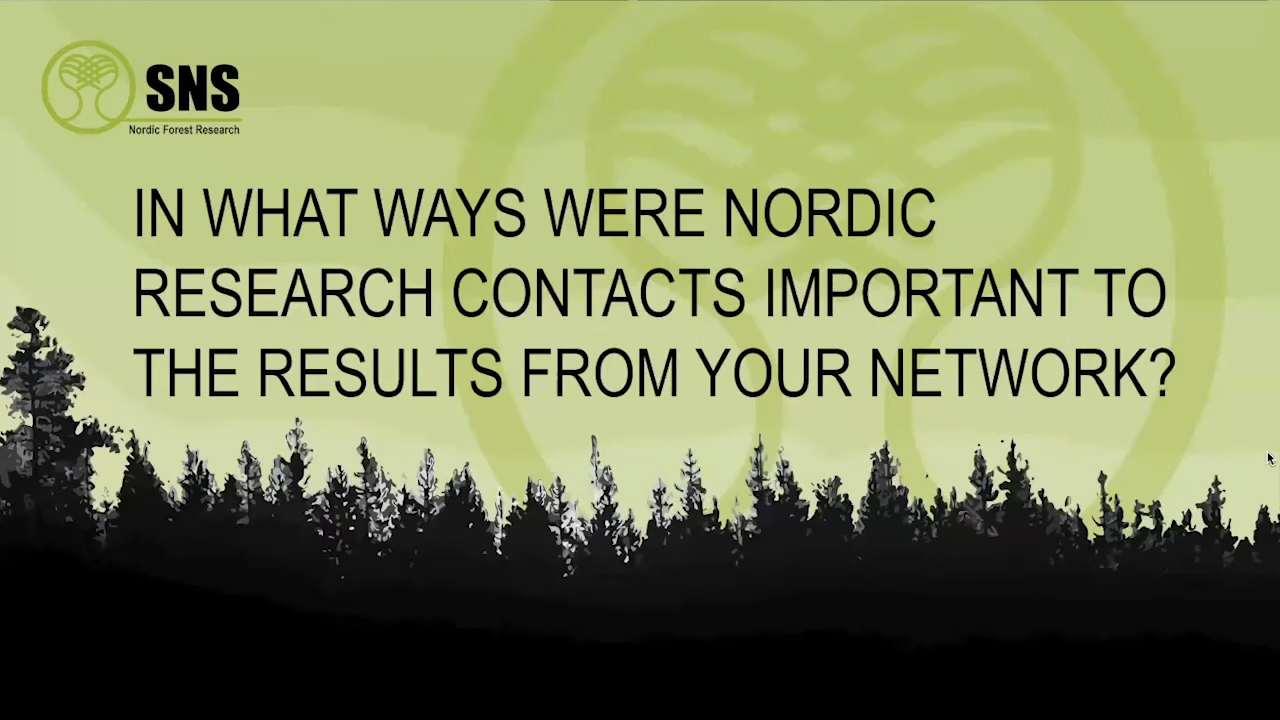 SNS
Nordic Forest Research
IN WHAT WAYS WERE NORDIC
RESEARCH CONTACTS IMPORTANT TO
THE RESULTS FROM YOUR NETWORK?